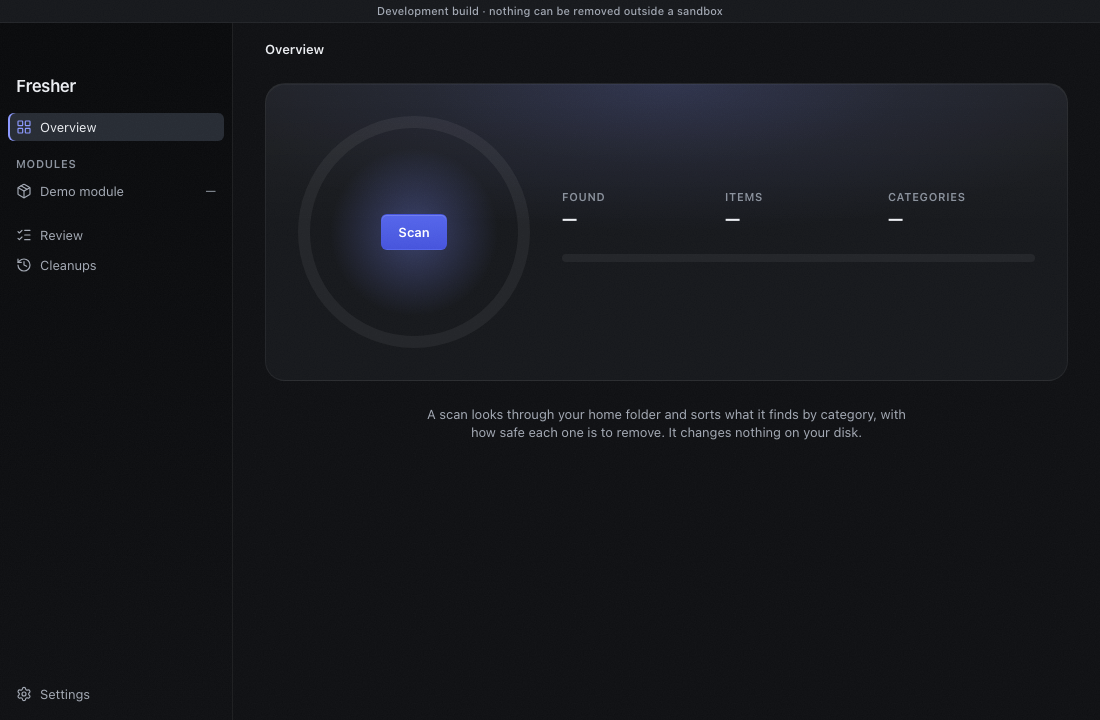 Development build · nothing can be removed outside a sandbox
Fresher
Overview
MODULES
Demo module —
Review
Cleanups
Settings
Overview
Scan
FOUND
—
ITEMS
—
CATEGORIES
—
A scan looks through your home folder and sorts what it finds by category, with
how safe each one is to remove. It changes nothing on your disk.